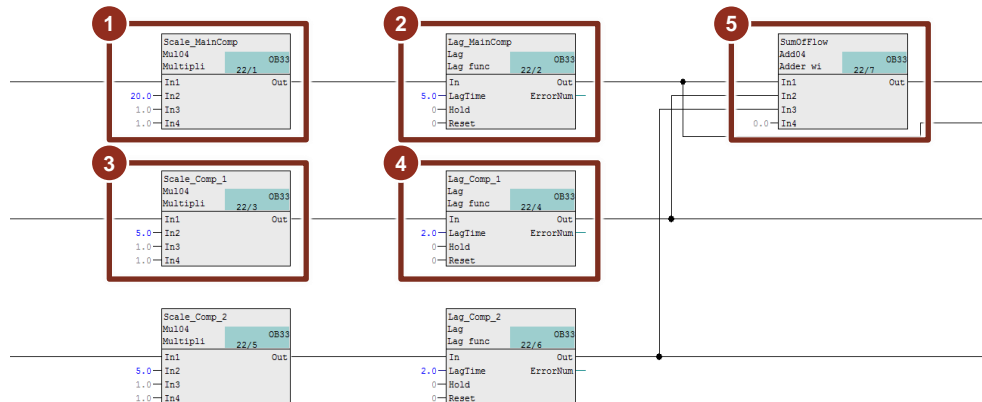 1
2
5
Scale_MainComp
Mul04
Multipli
OB33
22/1
In1 Out
20.0 In2
1.0 In3
1.0 In4
Lag_MainComp
Lag
Lag func
OB33
22/2
In Out
5.0 LagTime ErrorNum
0 Hold
0 Reset
SumOfFlow
Add04
Adder wi
OB33
22/7
In1 Out
In2
In3
0.0 In4
3
4
Scale_Comp_1
Mul04
Multipli
OB33
22/3
In1 Out
5.0 In2
1.0 In3
1.0 In4
Lag_Comp_1
Lag
Lag func
OB33
22/4
In Out
2.0 LagTime ErrorNum
0 Hold
0 Reset
Scale_Comp_2
Mul04
Multipli
OB33
22/5
In1 Out
5.0 In2
1.0 In3
1.0 In4
Lag_Comp_2
Lag
Lag func
OB33
22/6
In Out
2.0 LagTime ErrorNum
0 Hold
0 Reset